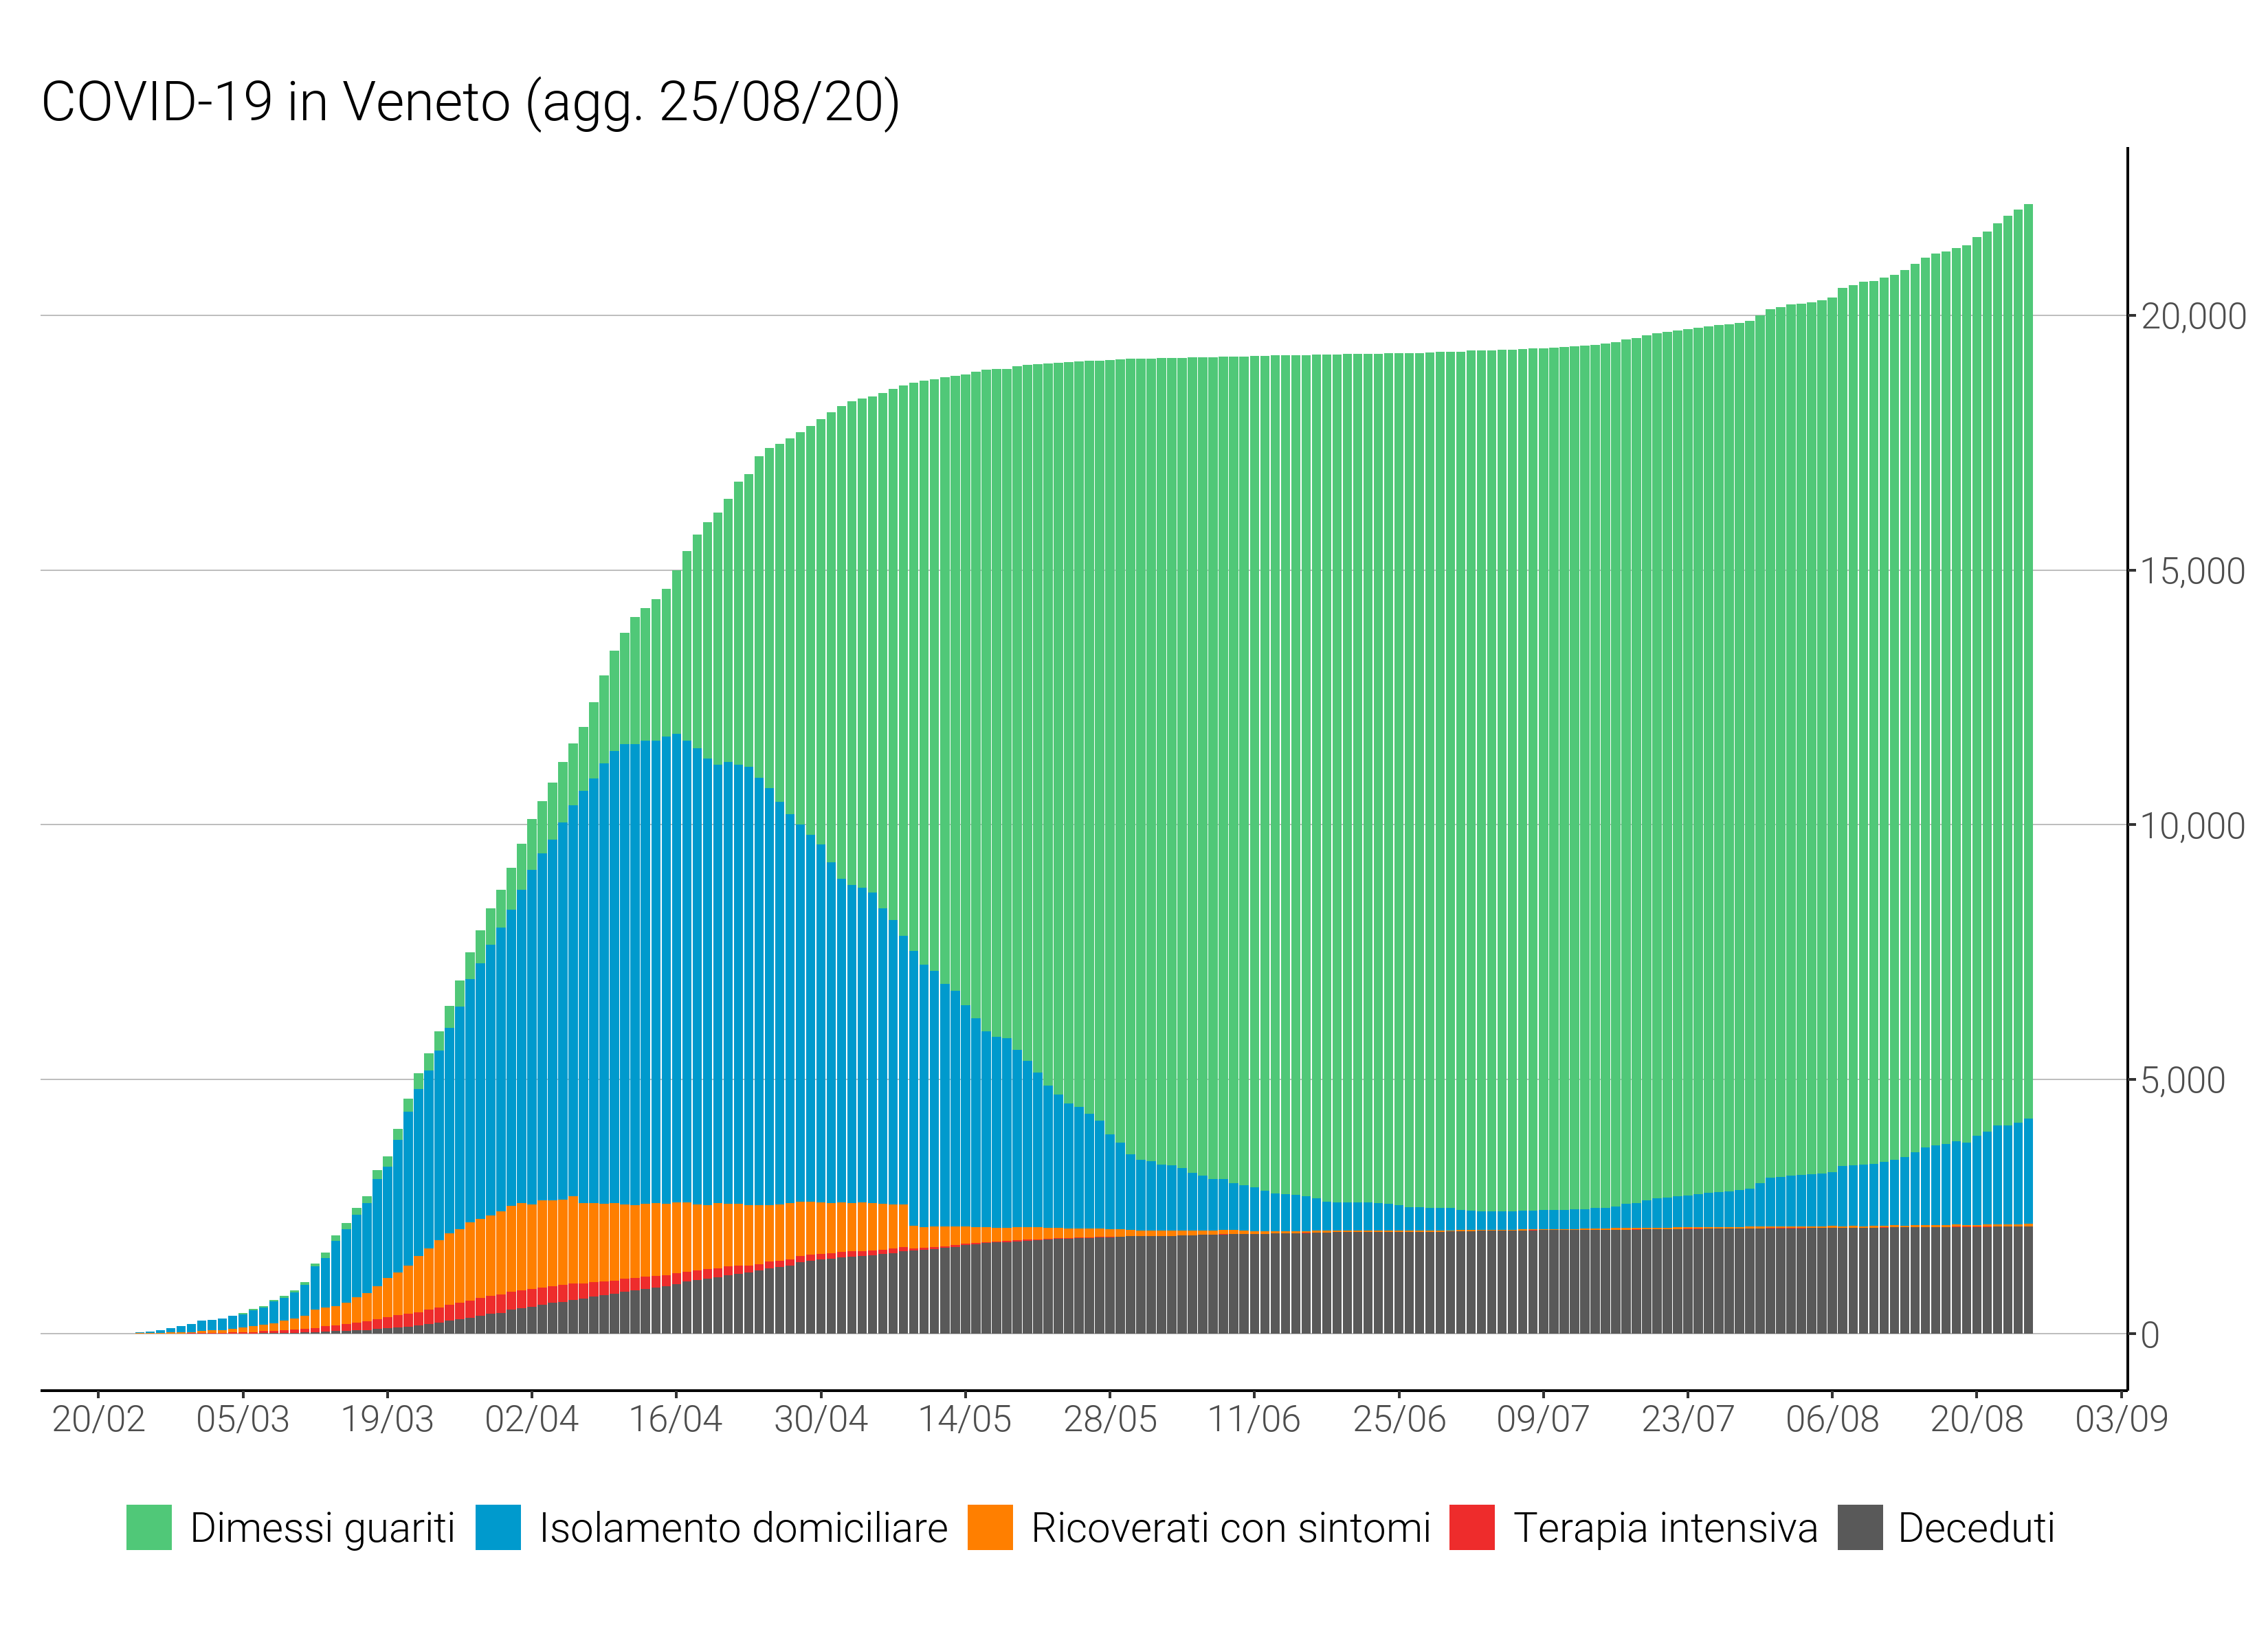 COVID-19 in Veneto (agg. 25/08/20)
20,000
15,000
10,000
5,000
0
20/02 05/03 19/03 02/04 16/04 30/04 14/05 28/05 11/06 25/06 09/07 23/07 06/08 20/08 03/09
Dimessi guariti Isolamento domiciliare Ricoverati con sintomi Terapia intensiva Deceduti